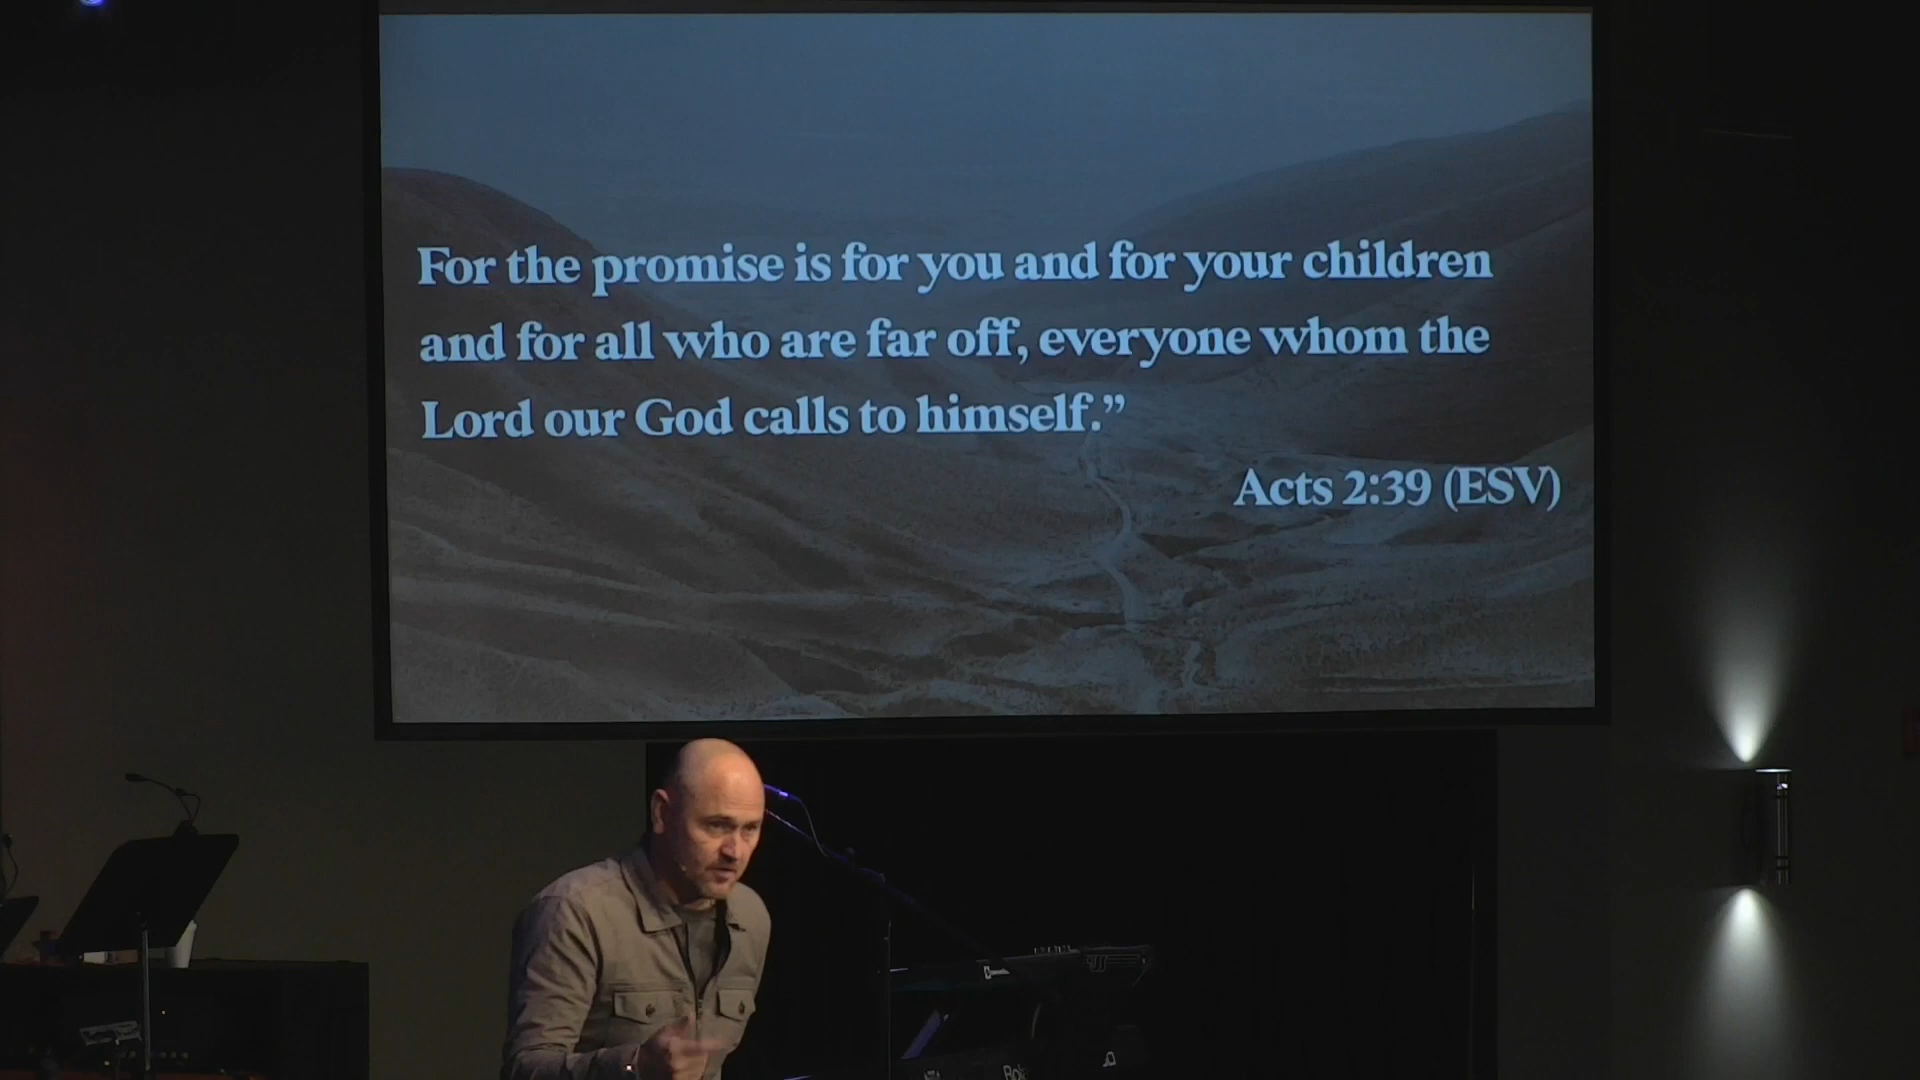 For the promise is for you and for your children
and for all who are far off, everyone whom the
Lord our God calls to himself.”
Acts 2:39 (ESV)